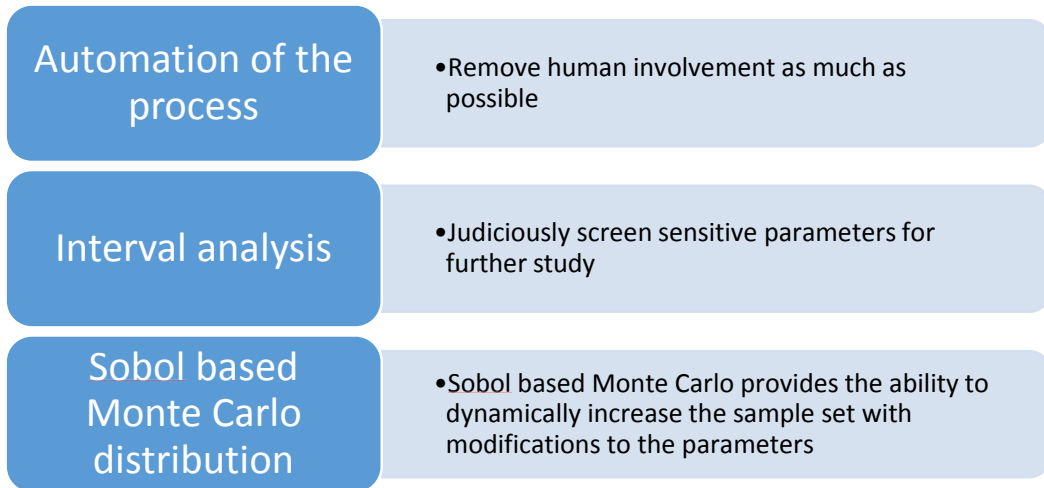 Automation of the
process
•Remove human involvement as much as
possible
Interval analysis
•Judiciously screen sensitive parameters for
further study
Sobol based
Monte Carlo
distribution
•Sobol based Monte Carlo provides the ability to
dynamically increase the sample set with
modifications to the parameters